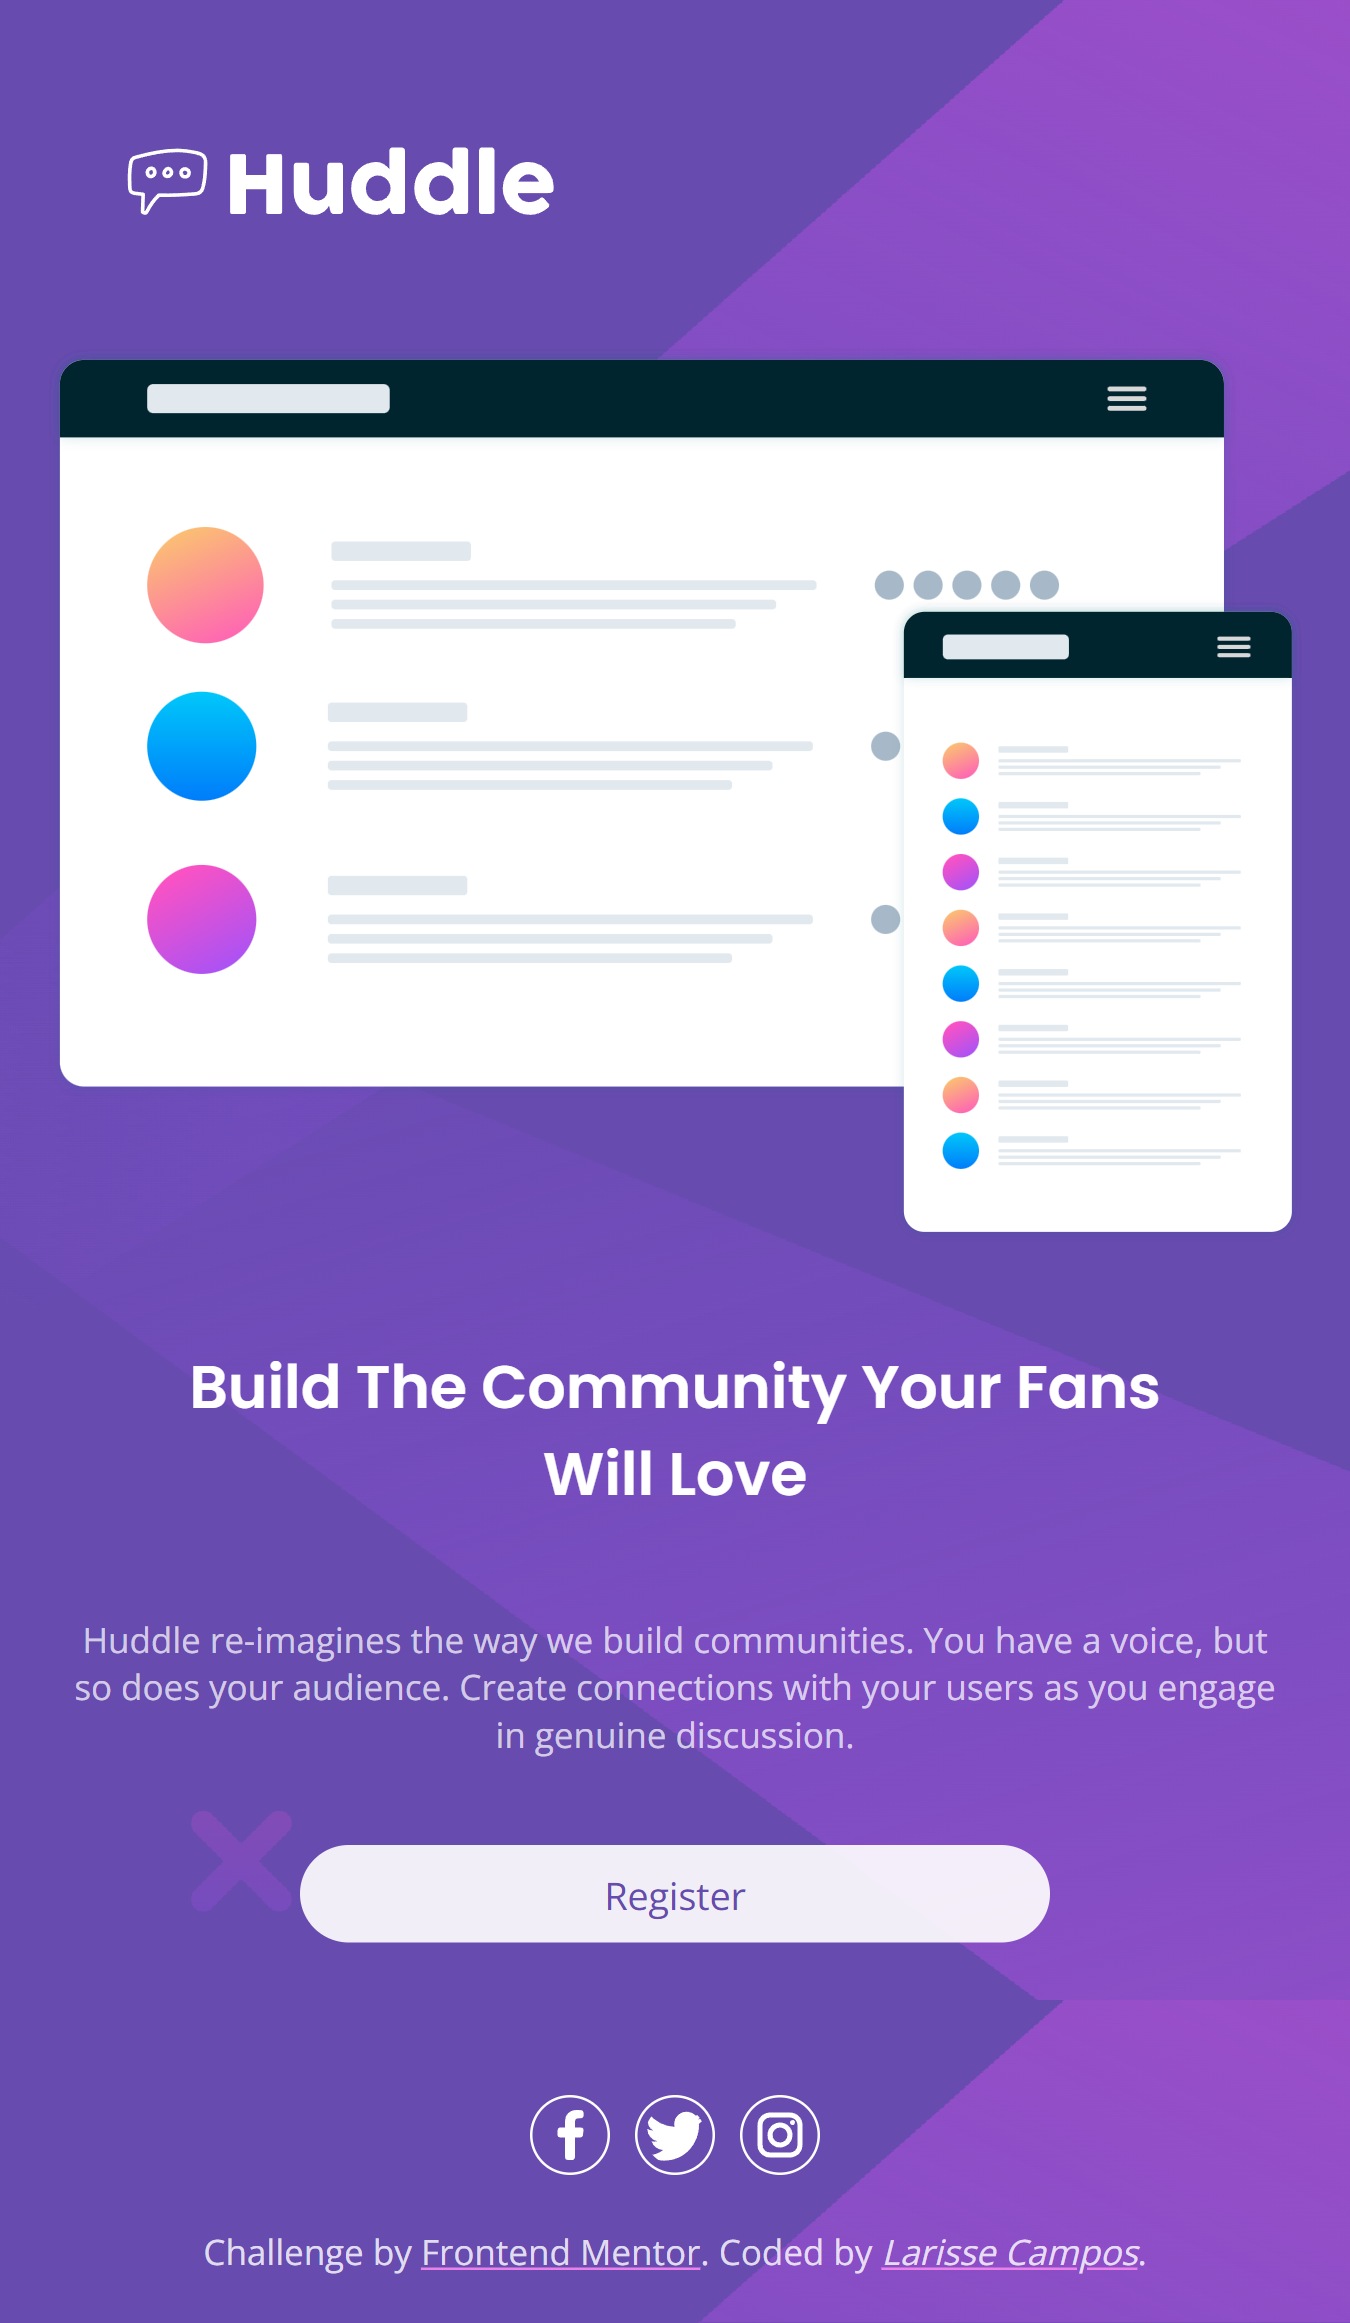 Huddle
Build The Community Your Fans
Will Love
Huddle re-imagines the way we build communities. You have a voice, but
so does your audience. Create connections with your users as you engage
in genuine discussion.
Register
Challenge by Frontend Mentor. Coded by Larisse Campos.